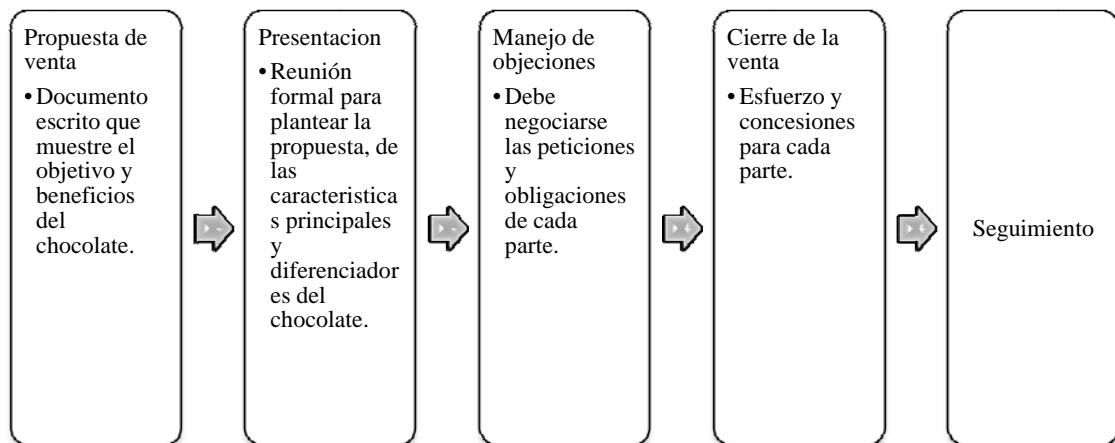 Propuesta de
venta
• Documento
escrito que
muestre el
objetivo y
beneficios
del
chocolate.
Presentacion
• Reunión
formal para
plantear la
propuesta, de
las
caracteristica
s principales
y
diferenciador
es del
chocolate.
Manejo de
objeciones
• Debe
negociarse
las peticiones
y
obligaciones
de cada
parte.
Cierre de la
venta
• Esfuerzo y
concesiones
para cada
parte.
Seguimiento